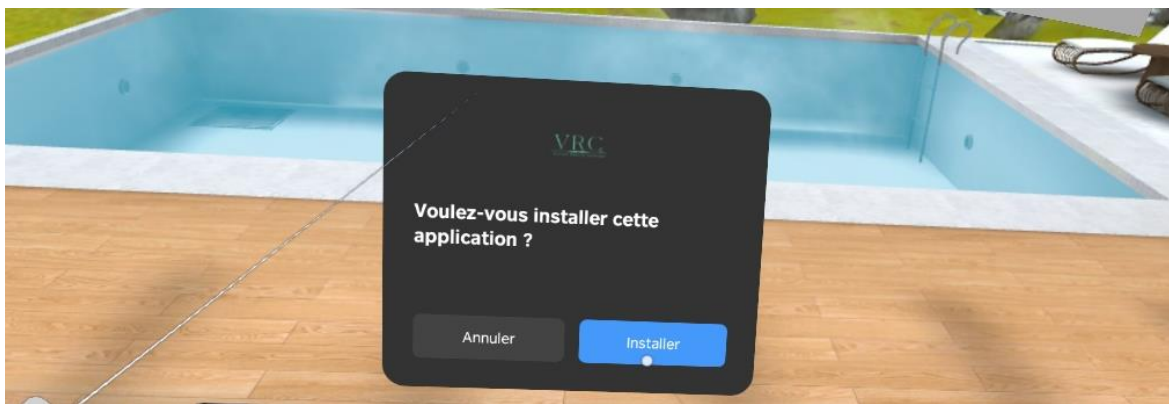 VRC
Voulez-vous installer cette
application ?
Annuler
Installer